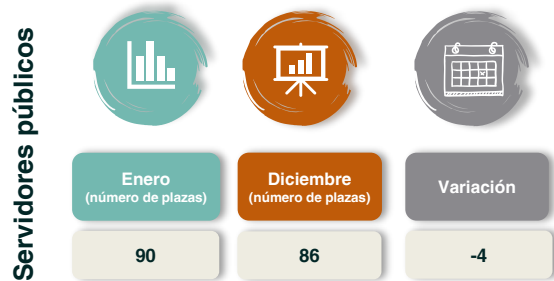 Servidores públicos
Enero
(número de plazas)
Diciembre
(número de plazas)
Variación
90
86
-4